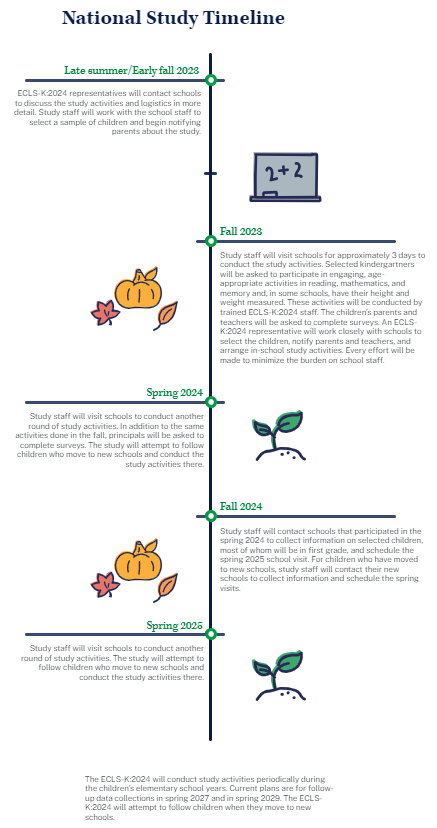 National Study Timeline
Late summer/Early fall 2023
ECLS-K:2024 representatives will contact schools
to discuss the study activities and logistics in more
detail. Study staff will work with the school staff to
select a sample of children and begin notifying
parents about the study.
2+2
Fall 2023
Study staff will visit schools for approximately 3 days to
conduct the study activities. Selected kindergartners
will be asked to participate in engaging, age-
appropriate activities in reading, mathematics, and
memory and, in some schools, have their height and
weight measured. These activities will be conducted by
trained ECLS-K:2024 staff. The children's parents and
teachers will be asked to complete surveys. An ECLS-
K:2024 representative will work closely with schools to
select the children, notify parents and teachers, and
arrange in-school study activities. Every effort will be
made to minimize the burden on school staff.
Spring 2024
Study staff will visit schools to conduct another
round of study activities. In addition to the same
activities done in the fall, principals will be asked to
complete surveys. The study will attempt to follow
children who move to new schools and conduct the
study activities there.
Fall 2024
Study staff will contact schools that participated in the
spring 2024 to collect information on selected children,
most of whom will be in first grade, and schedule the
spring 2025 school visit. For children who have moved
to new schools, study staff will contact their new
schools to collect information and schedule the spring
visits.
Spring 2025
Study staff will visit schools to conduct another
round of study activities. The study will attempt to
follow children who move to new schools and
conduct the study activities there.
The ECLS-K:2024 will conduct study activities periodically during
the children's elementary school years. Current plans are for follow-
up data collections in spring 2027 and in spring 2029. The ECLS-
K:2024 will attempt to follow children when they move to new
schools.